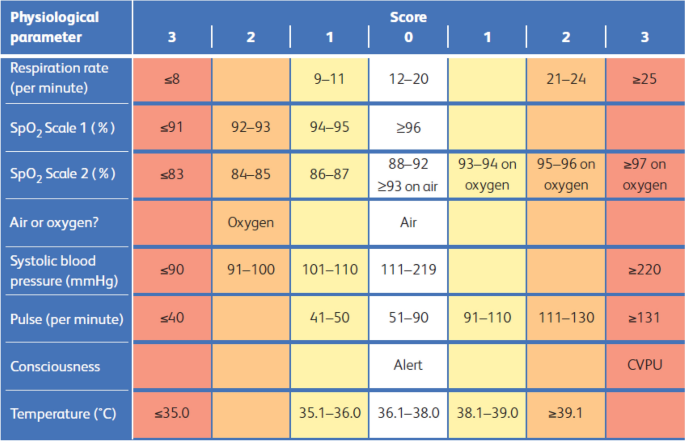 Physiological parameter Score
3 2 1 0 1 2 3
Respiration rate (per minute) ≤8 9–11 12–20 21–24 ≥25
SpO2 Scale 1 (%) ≤91 92–93 94–95 ≥96
SpO2 Scale 2 (%) ≤83 84–85 86–87 88–92 ≥93 on air 93–94 on oxygen 95–96 on oxygen ≥97 on oxygen
Air or oxygen? Oxygen Air
Systolic blood pressure (mmHg) ≤90 91–100 101–110 111–219 ≥220
Pulse (per minute) ≤40 41–50 51–90 91–110 111–130 ≥131
Consciousness Alert CVPU
Temperature (°C) ≤35.0 35.1–36.0 36.1–38.0 38.1–39.0 ≥39.1